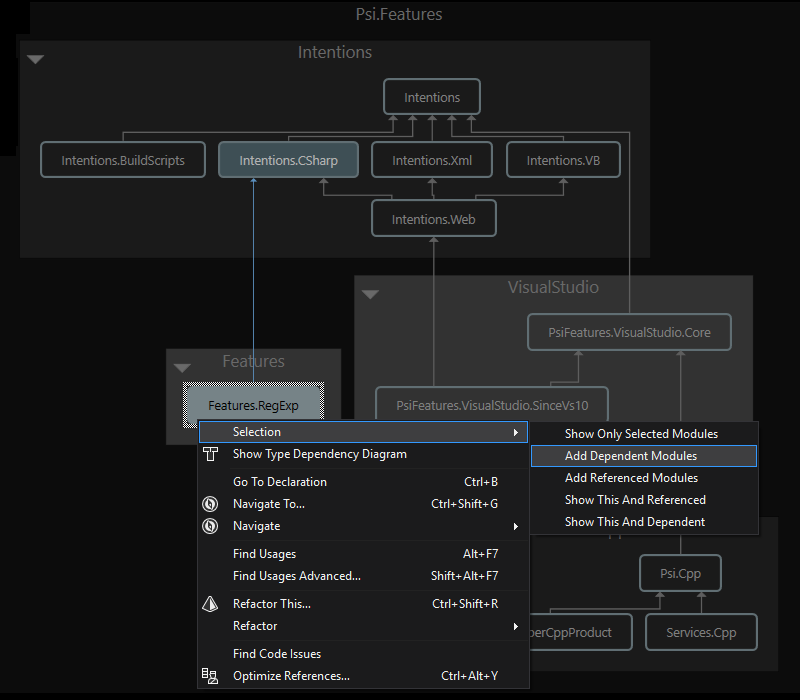 Psi.Features
Intentions
Intentions
Intentions.BuildScripts
Intentions.CSharp
Intentions.Xml
Intentions.VB
Intentions.Web
VisualStudio
PsiFeatures.VisualStudio.Core
Features
Features.RegExp
PsiFeatures.VisualStudio.SinceVs10
Selection
Show Type Dependency Diagram
Go To Declaration Ctrl+B
Navigate To... Ctrl+Shift+G
Navigate
Find Usages Alt+F7
Find Usages Advanced... Shift+Alt+F7
Refactor This... Ctrl+Shift+R
Refactor
Find Code Issues
Optimize References... Ctrl+Alt+Y
Show Only Selected Modules
Add Dependent Modules
Add Referenced Modules
Show This And Referenced
Show This And Dependent
Psi.Cpp
perCppProduct
Services.Cpp